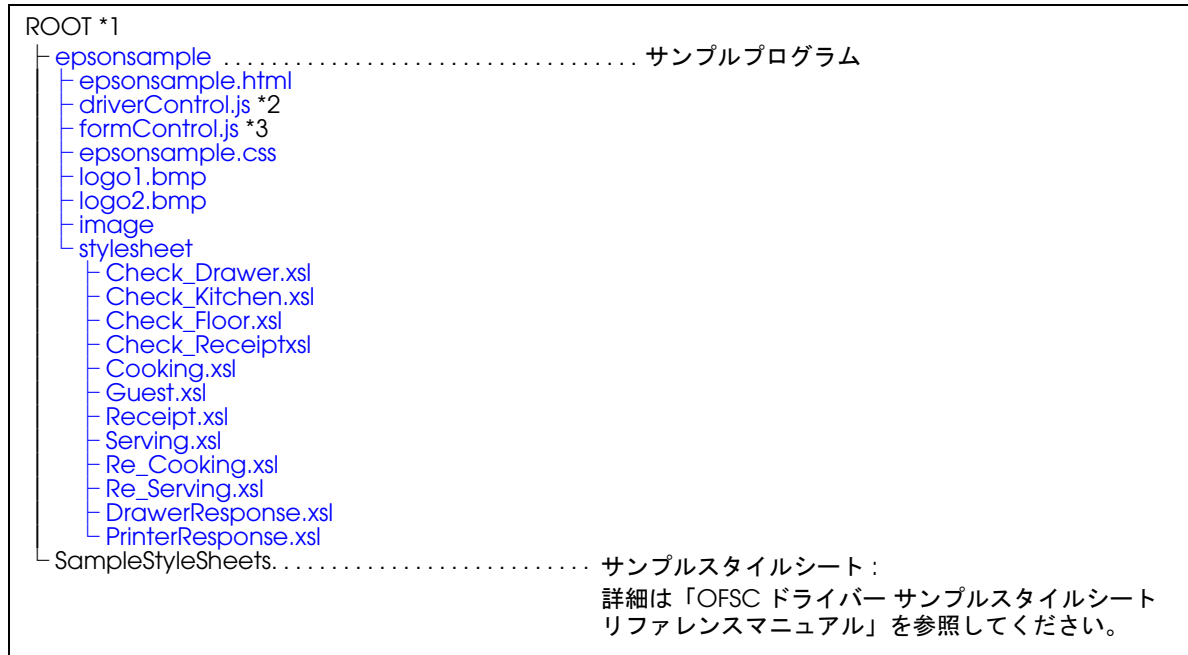 ROOT *1
epsonsample .................................... サンプルプログラム
epsonsample.html
driverControl.js *2
formControl.js *3
epsonsample.css
logo1.bmp
logo2.bmp
image
stylesheet
Check_Drawer.xsl
Check_Kitchen.xsl
Check_Floor.xsl
Check_Receiptxsl
Cooking.xsl
Guest.xsl
Receipt.xsl
Serving.xsl
Re_Cooking.xsl
Re_Serving.xsl
DrawerResponse.xsl
PrinterResponse.xsl
SampleStyleSheets........................... サンプルスタイルシート :
詳細は「OFSC ドライバー サンプルスタイルシート
リファレンスマニュアル」を参照してください。